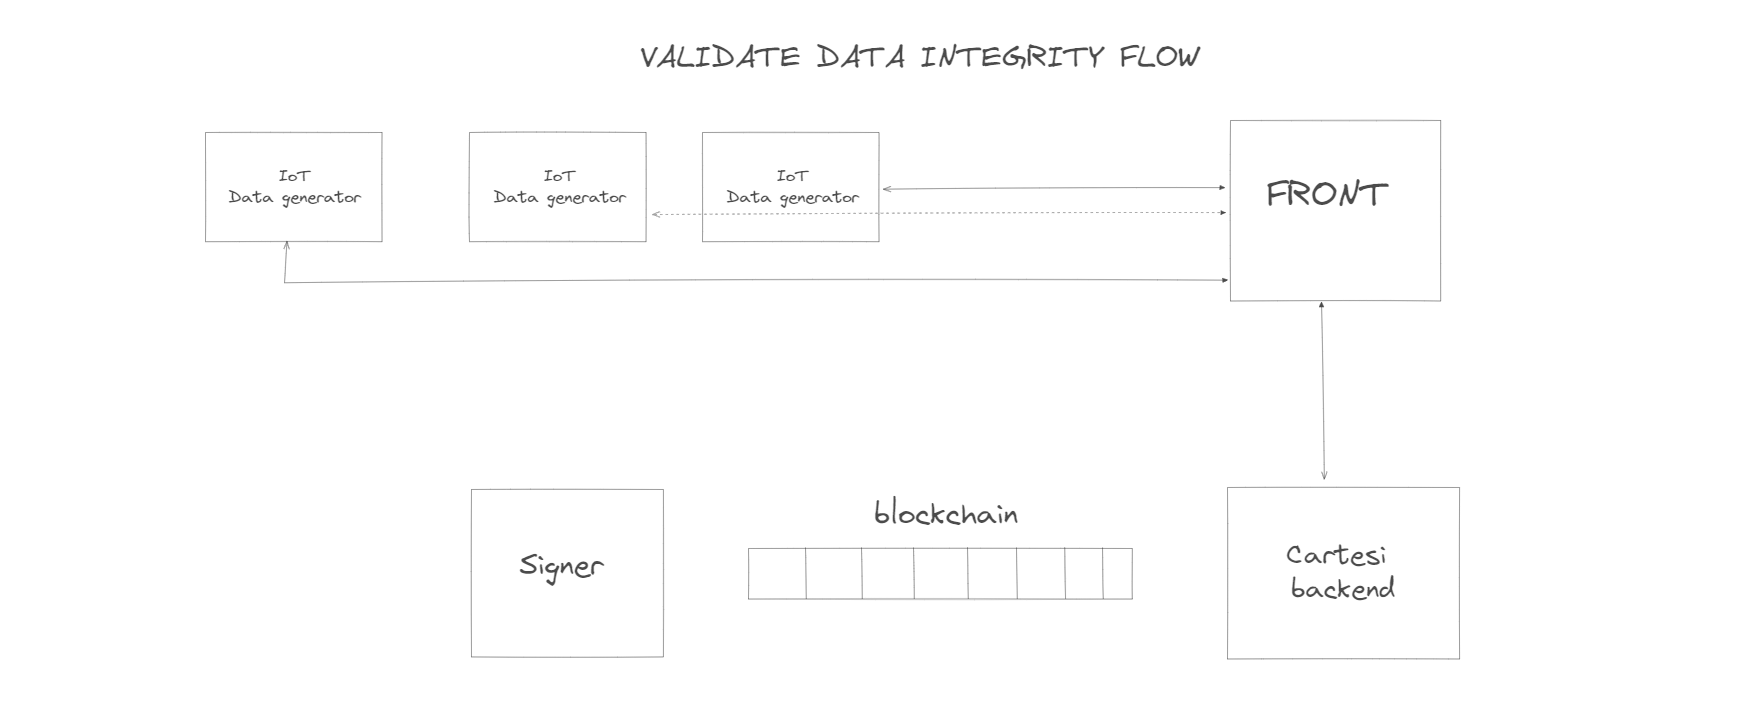 VALIDATE DATA INTEGRITY FLOW
IoT
Data generator
IoT
Data generator
IoT
Data generator
FRONT
Signer
blockchain
Cartesi
backend